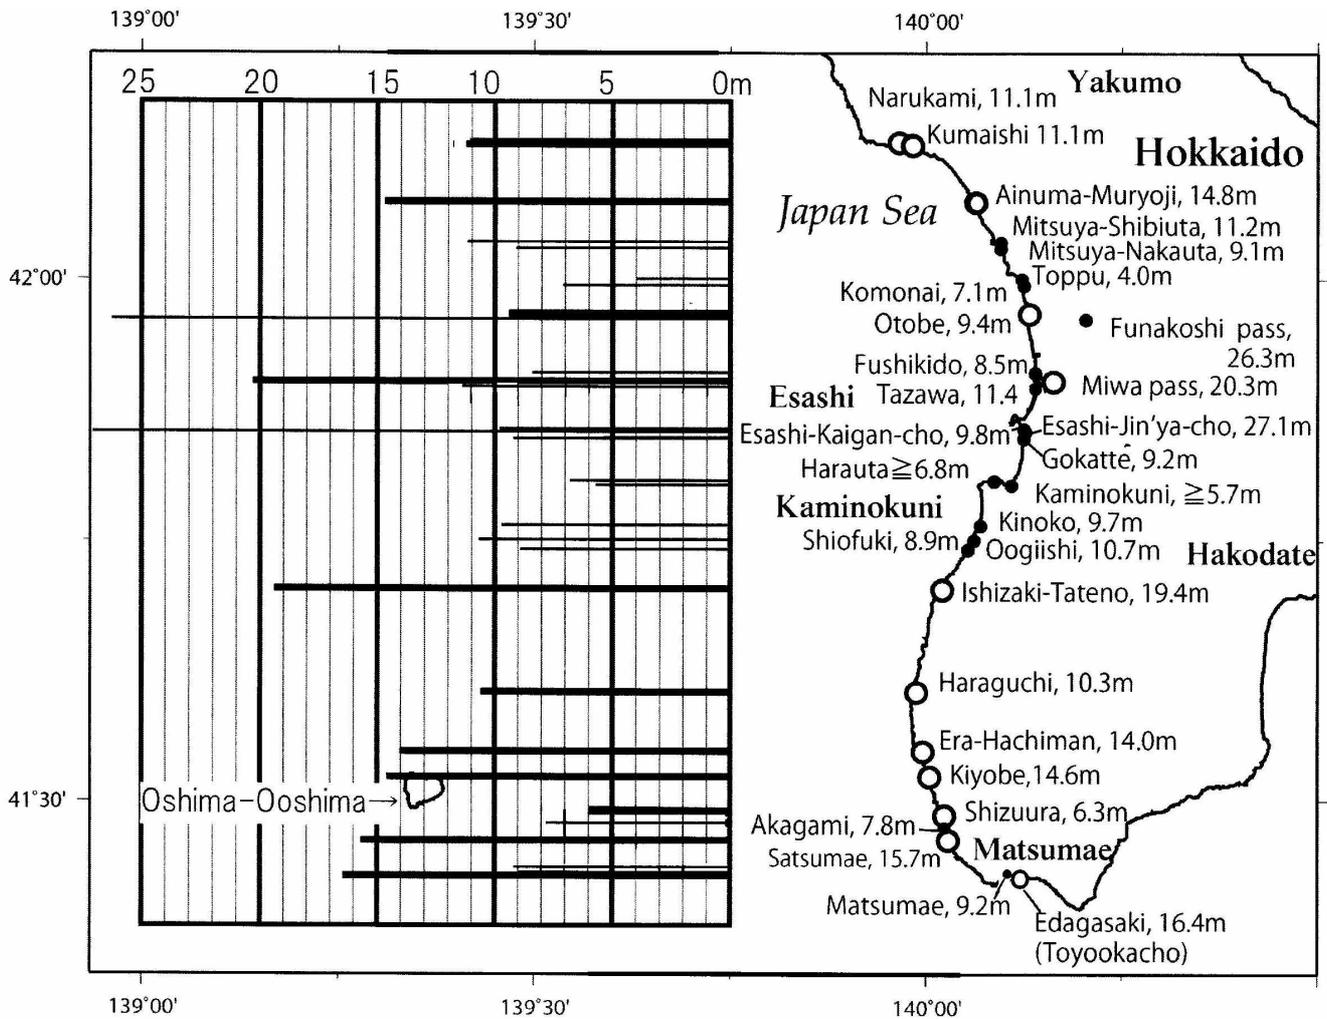 139°00' 139°30' 140°00'
25 20 15 10 5 0m
Yakumo
Narukami, 11.1m
Kumaishi 11.1m
Hokkaido
Ainuma-Muryoji, 14.8m
Japan Sea
Mitsuya-Shibiuta, 11.2m
Mitsuya-Nakauta, 9.1m
42°00'
Toppu, 4.0m
Komonai, 7.1m
Otobe, 9.4m
Funakoshi pass,
26.3m
Fushikido, 8.5m
Miwa pass, 20.3m
Esashi
Tazawa, 11.4
Esashi-Jin'ya-cho, 27.1m
Esashi-Kaigan-cho, 9.8m
Gokatte, 9.2m
Harauta≧6.8m
Kaminokuni, ≧5.7m
Kaminokuni
Kinoko, 9.7m
Shiofuki, 8.9m
Oogiishi, 10.7m
Hakodate
Ishizaki-Tateno, 19.4m
Haraguchi, 10.3m
Era-Hachiman, 14.0m
Kiyobe,14.6m
41°30'
Oshima-Ooshima→
Shizuura, 6.3m
Akagami, 7.8m
Matsumae
Satsumae, 15.7m
Matsumae, 9.2m
Edagasaki, 16.4m
(Toyookacho)
139°00' 139°30' 140°00'